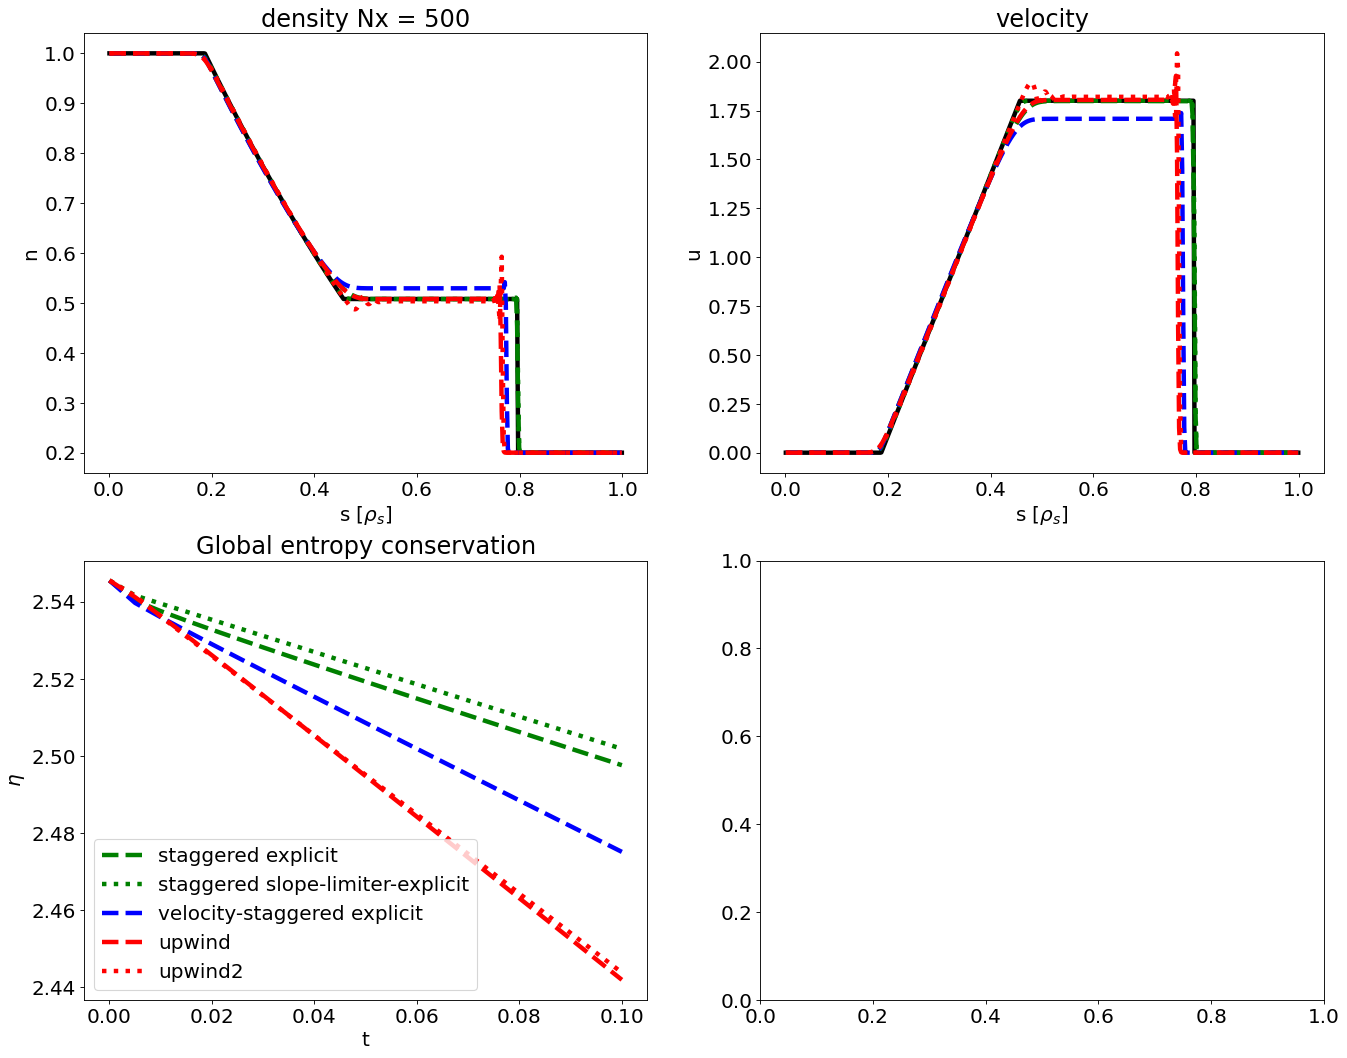 density Nx = 500
1.0
0.9
0.8
0.7
0.6
0.5
0.4
0.3
0.2
n
0.0 0.2 0.4 0.6 0.8 1.0
s [ρs]
velocity
2.00
1.75
1.50
1.25
1.00
0.75
0.50
0.25
0.00
u
0.0 0.2 0.4 0.6 0.8 1.0
s [ρs]
Global entropy conservation
2.54
2.52
2.50
2.48
2.46
2.44
η
staggered explicit
staggered slope-limiter-explicit
velocity-staggered explicit
upwind
upwind2
0.00 0.02 0.04 0.06 0.08 0.10
t
1.0
0.8
0.6
0.4
0.2
0.0
0.0 0.2 0.4 0.6 0.8 1.0